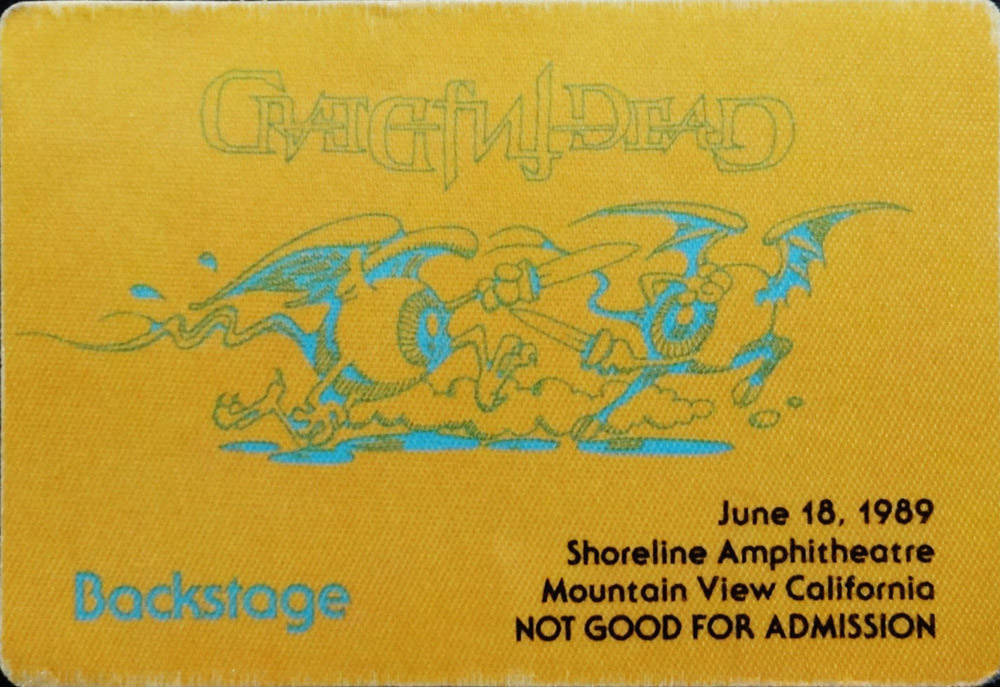 GRATEFUL DEAD
June 18, 1989
Shoreline Amphitheatre
Mountain View California
Backstage
NOT GOOD FOR ADMISSION